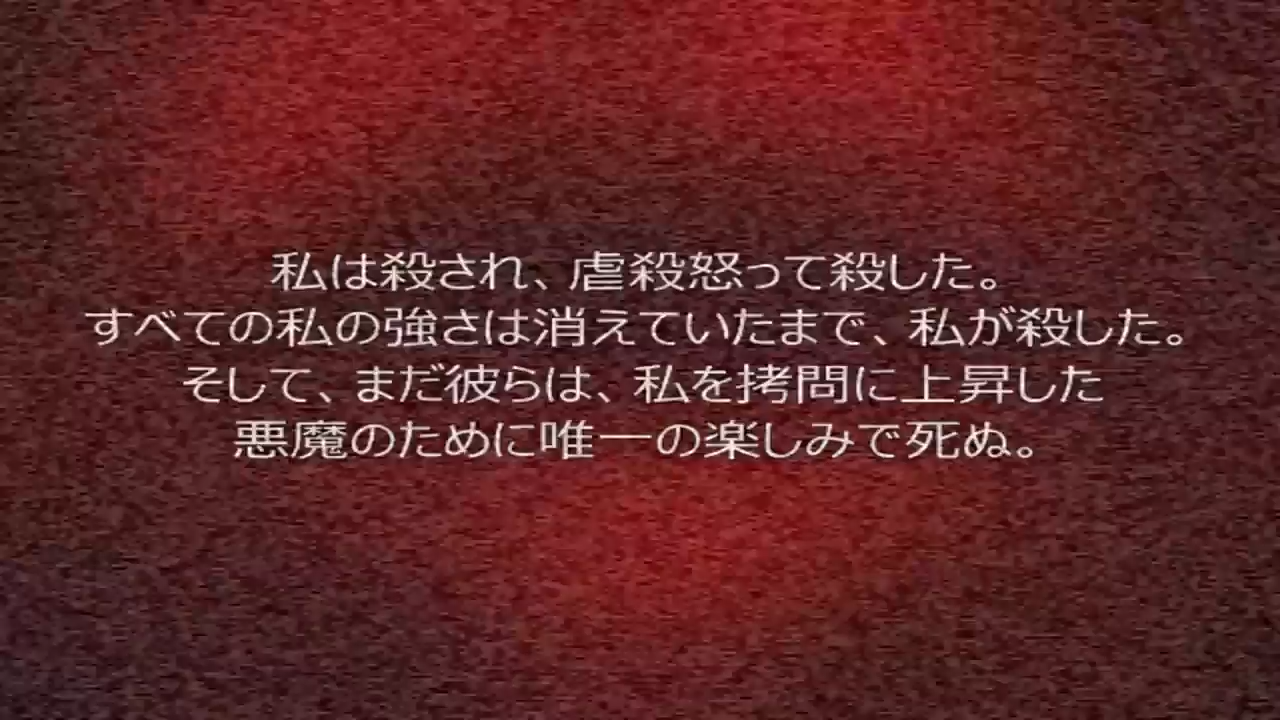 私は殺され、虐殺怒って殺した。
すべての私の強さは消えていたまで、私が殺した。
そして、まだ彼らは、私を拷問に上昇した
悪魔のために唯一の楽しみで死ぬ。